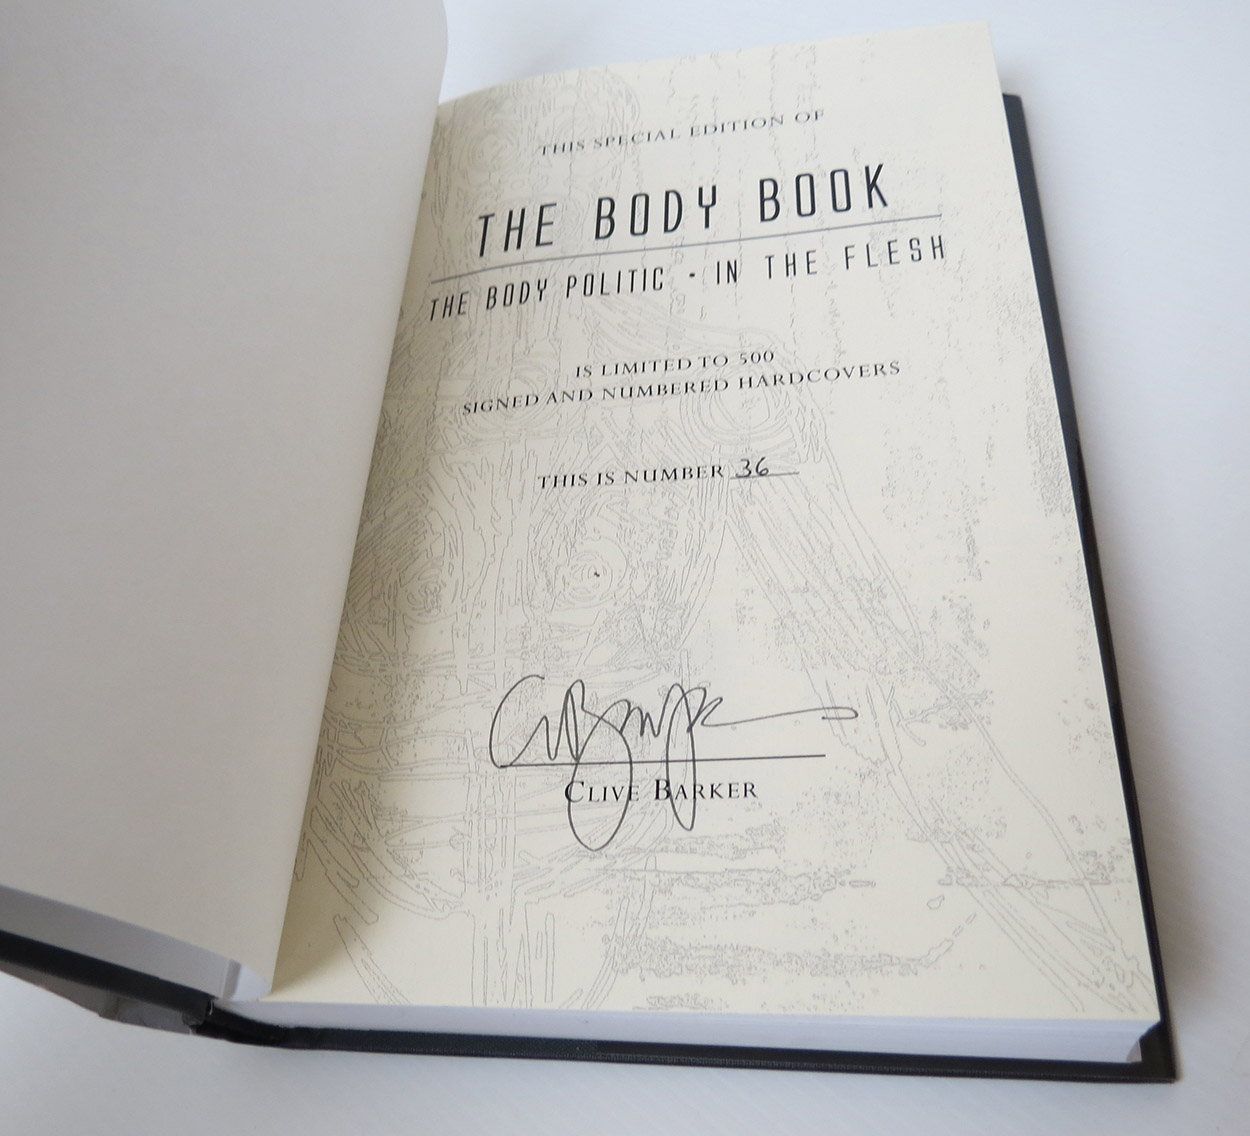 THIS SPECIAL EDITION OF
THE BODY BOOK
THE BODY POLITIC - IN THE FLESH
IS LIMITED TO 500
SIGNED AND NUMBERED HARDCOVERS
THIS IS NUMBER 36
CLIVE BARKER